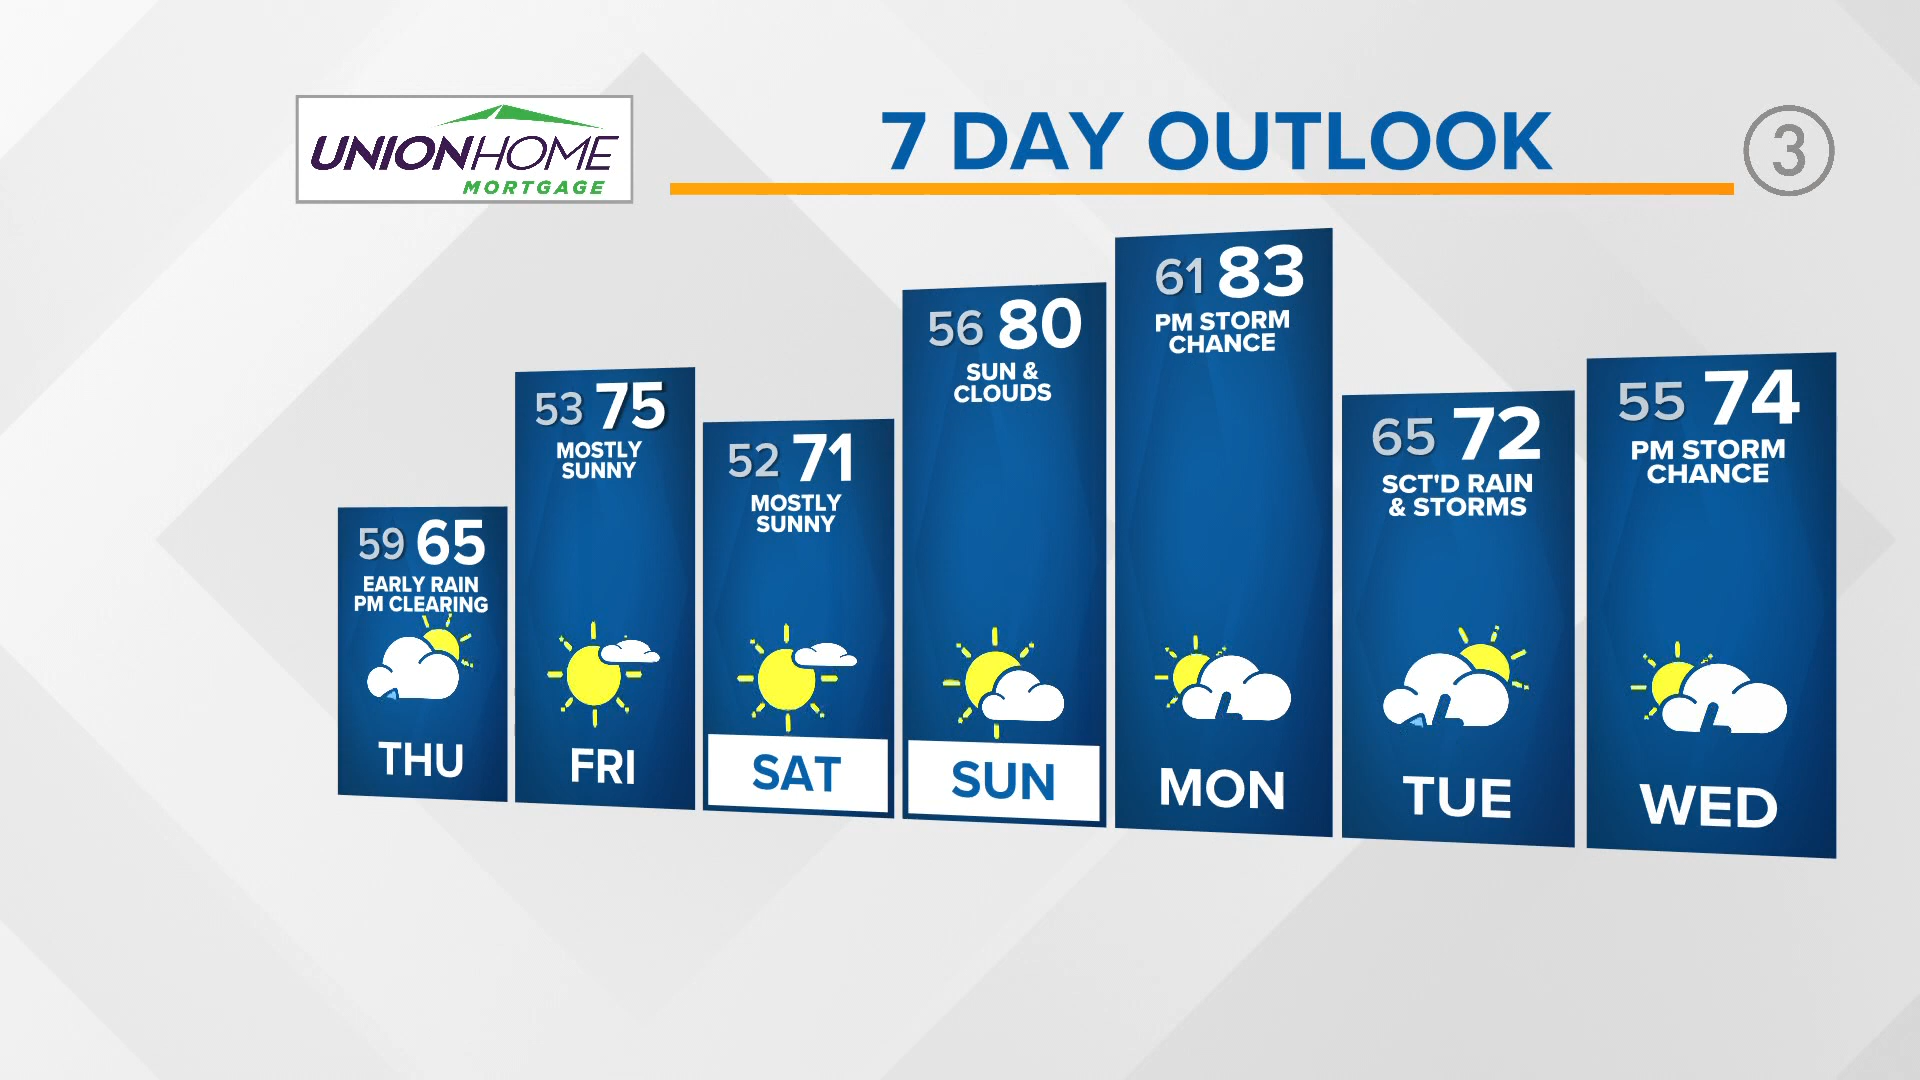 UNIONHOME
MORTGAGE
7 DAY OUTLOOK
3
59 65
EARLY RAIN
PM CLEARING
THU
53 75
MOSTLY
SUNNY
FRI
52 71
MOSTLY
SUNNY
SAT
56 80
SUN &
CLOUDS
SUN
61 83
PM STORM
CHANCE
MON
65 72
SCT'D RAIN
& STORMS
TUE
55 74
PM STORM
CHANCE
WED